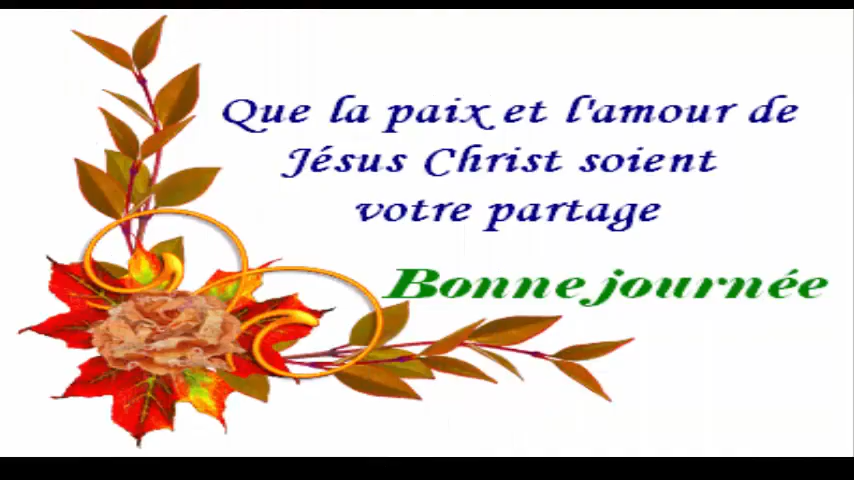 Que la paix et l'amour de
Jésus Christ soient
votre partage
Bonne journée